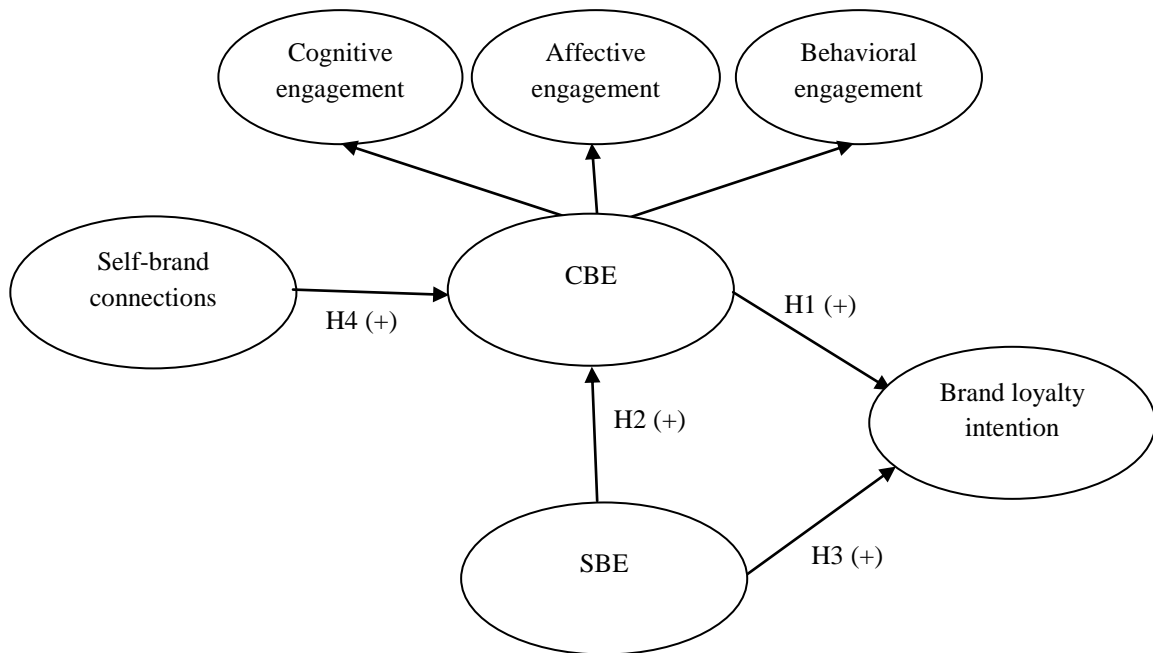 Cognitive
engagement
Affective
engagement
Behavioral
engagement
Self-brand
connections
CBE
H4 (+)
H1 (+)
Brand loyalty
intention
H2 (+)
SBE
H3 (+)